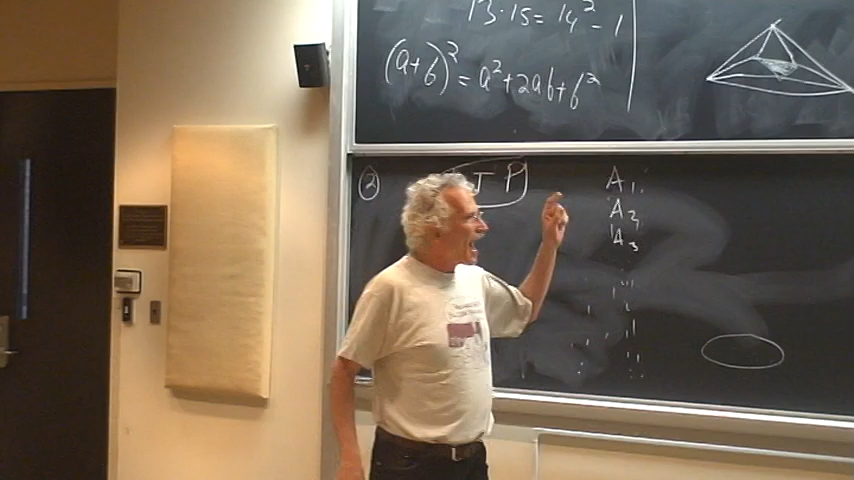 13·15=14²-1
(a+b)²=a²+2ab+b²
②
I P
A₁:
A₂
A₃